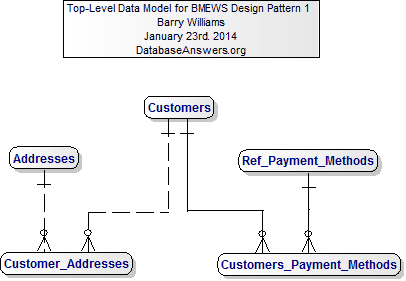 Top-Level Data Model for BMEWS Design Pattern 1
Barry Williams
January 23rd. 2014
DatabaseAnswers.org
Customers
Addresses
Ref_Payment_Methods
Customer_Addresses
Customers_Payment_Methods